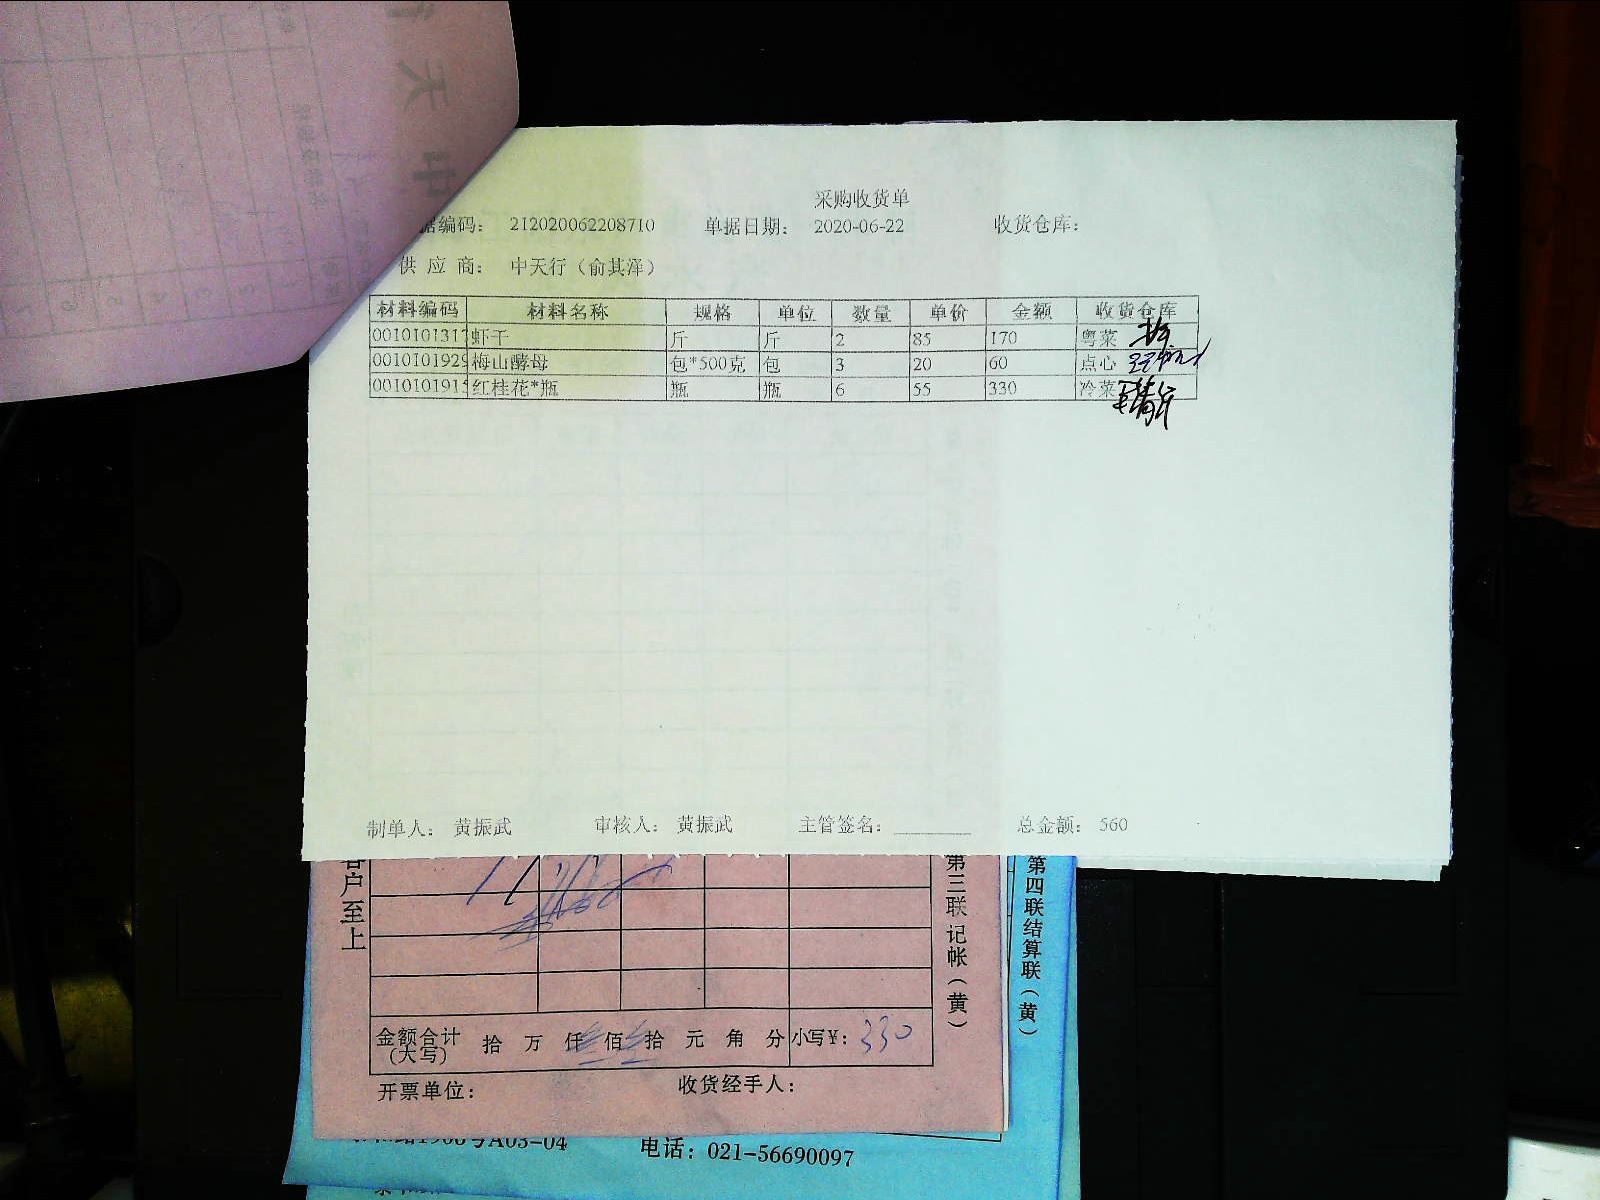 采购收货单
据编码： 212020062208710 单据日期： 2020-06-22 收货仓库：
供 应 商： 中天行（俞其洋）
材料编码 材料名称 规格 单位 数量 单价 金额 收货仓库
0010101317 虾干 斤 斤 2 85 170 粤菜
0010101929 梅山酵母 包*500克 包 3 20 60 点心
0010101915 红桂花*瓶 瓶 瓶 6 55 330 冷菜
制单人： 黄振武 审核人： 黄振武 主管签名： 总金额： 560
客户至上
第三联 记帐（黄）
第四联 结算联（黄）
金额合计（大写） 拾 万 仟 佰 拾 元 角 分 小写¥： 330
开票单位： 收货经手人：
号A03-04 电话：021-56690097